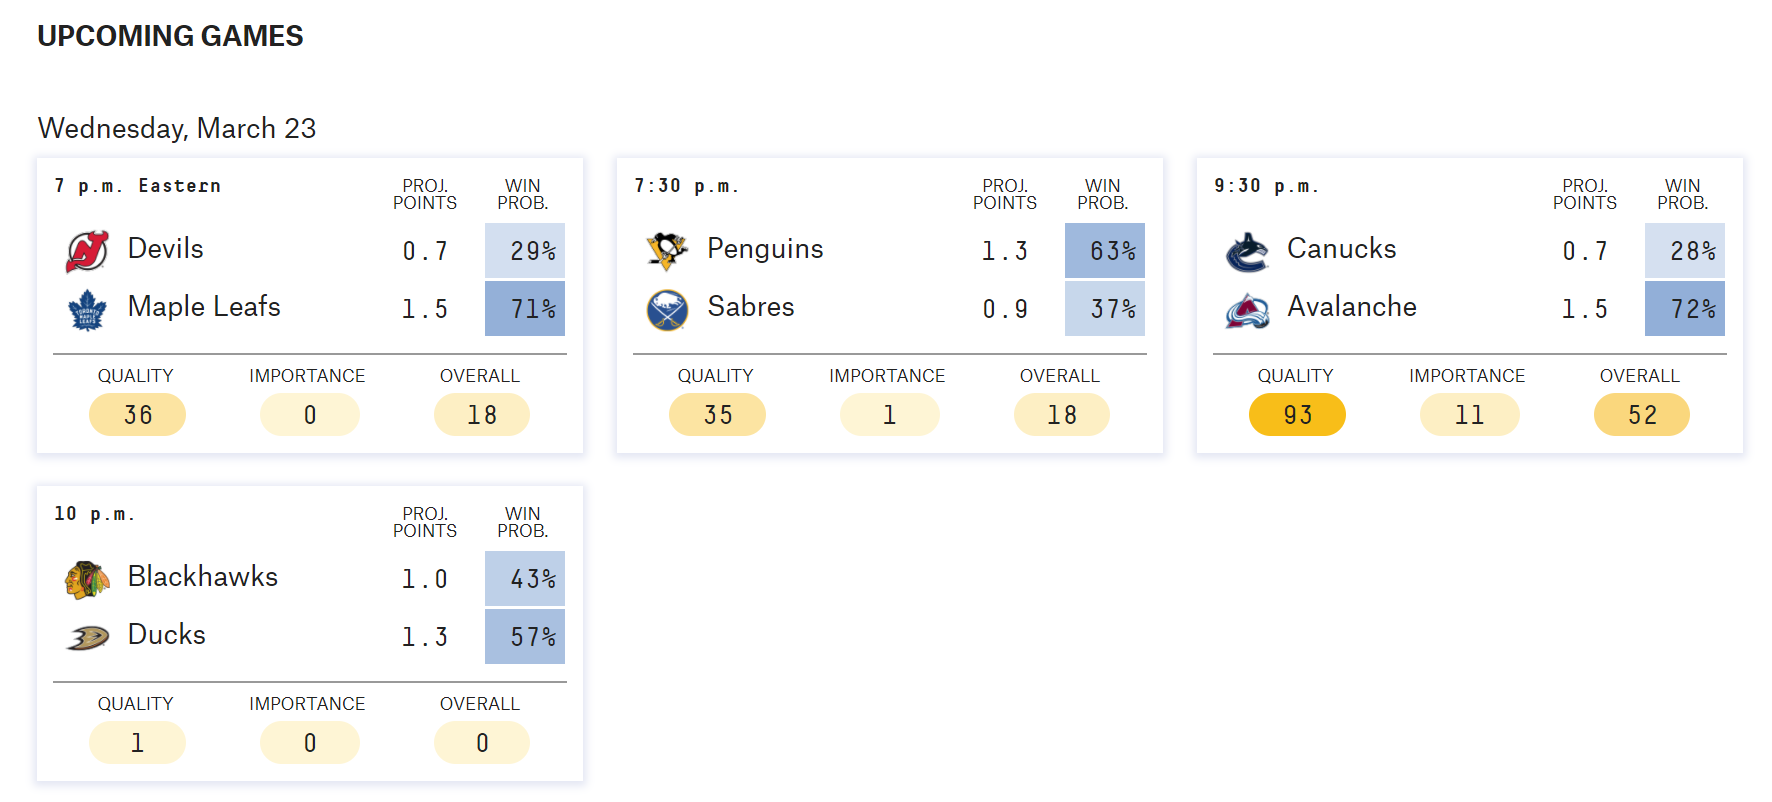 UPCOMING GAMES
Wednesday, March 23
7 p.m. Eastern PROJ. POINTS WIN PROB.
Devils 0.7 29%
Maple Leafs 1.5 71%
QUALITY IMPORTANCE OVERALL
36 0 18
7:30 p.m. PROJ. POINTS WIN PROB.
Penguins 1.3 63%
Sabres 0.9 37%
QUALITY IMPORTANCE OVERALL
35 1 18
9:30 p.m. PROJ. POINTS WIN PROB.
Canucks 0.7 28%
Avalanche 1.5 72%
QUALITY IMPORTANCE OVERALL
93 11 52
10 p.m. PROJ. POINTS WIN PROB.
Blackhawks 1.0 43%
Ducks 1.3 57%
QUALITY IMPORTANCE OVERALL
1 0 0